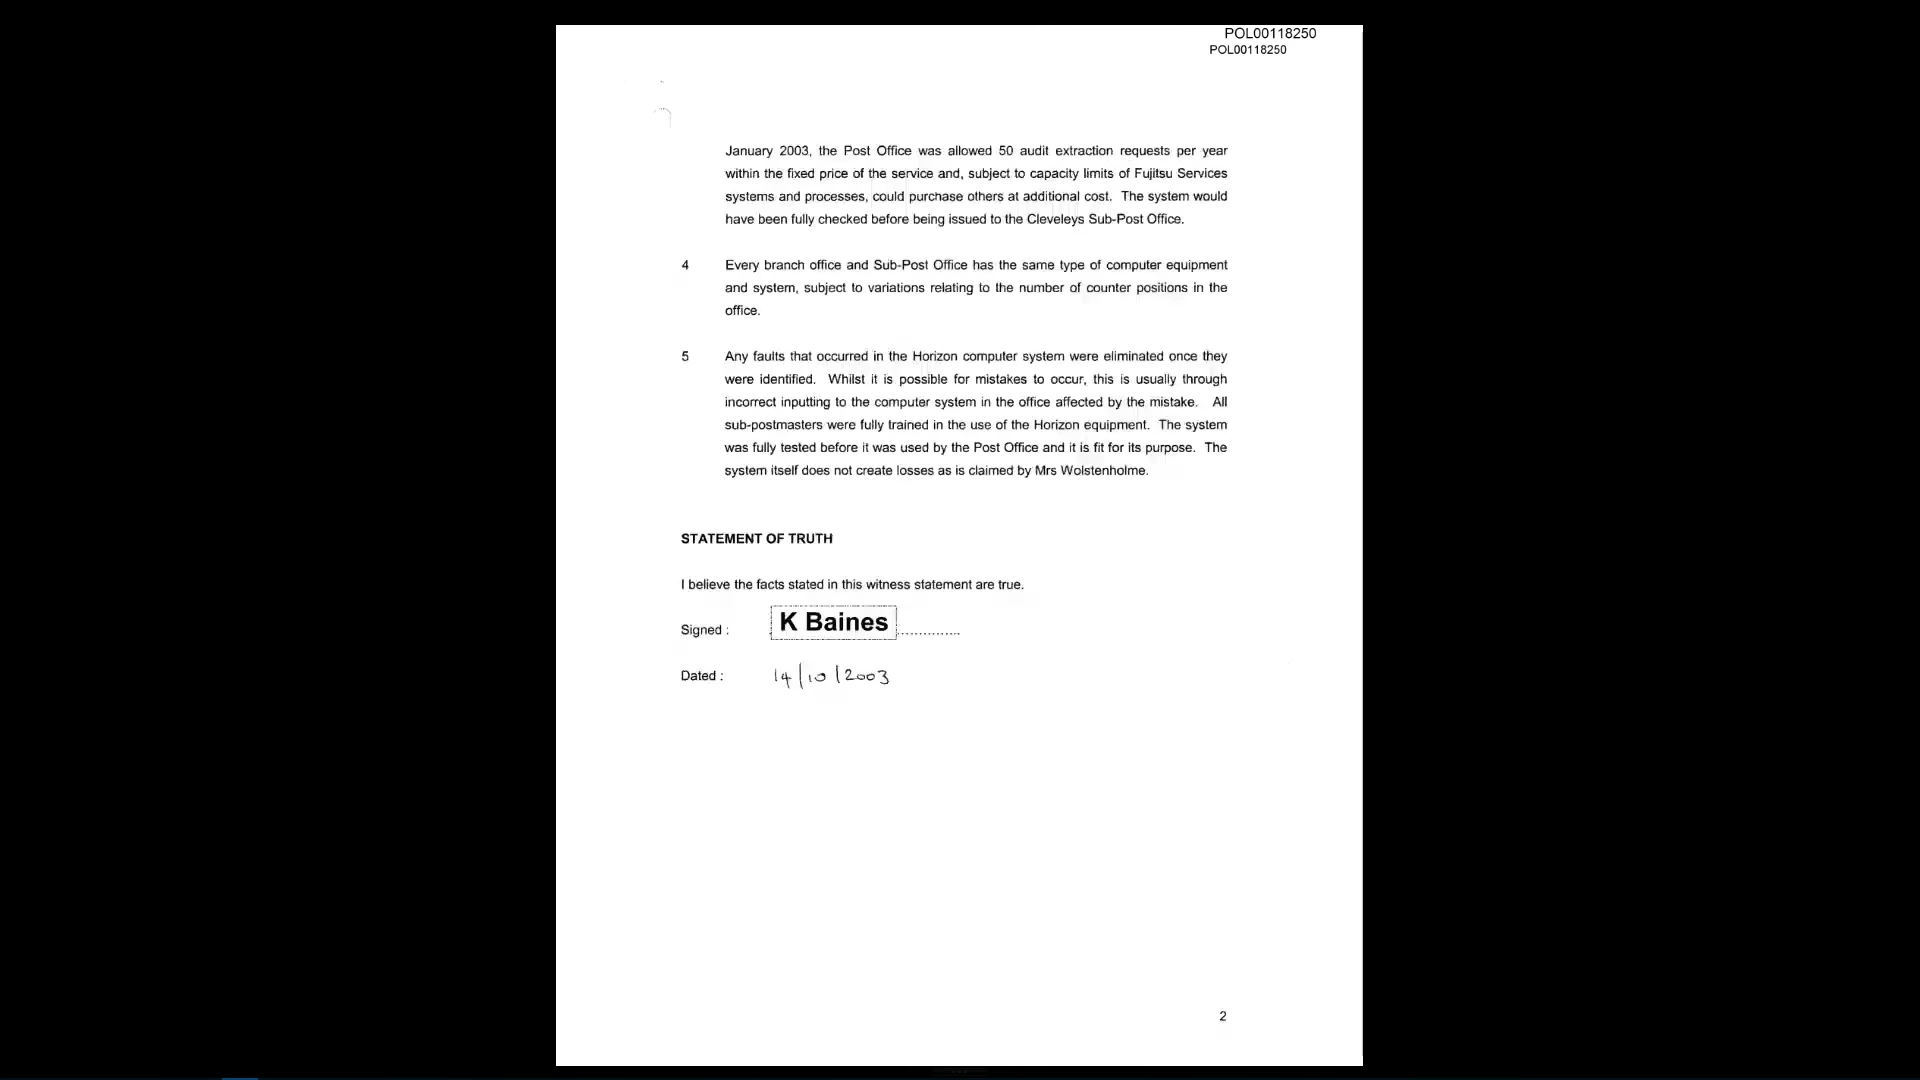 POL00118250
POL00118250
January 2003, the Post Office was allowed 50 audit extraction requests per year
within the fixed price of the service and, subject to capacity limits of Fujitsu Services
systems and processes, could purchase others at additional cost. The system would
have been fully checked before being issued to the Cleveleys Sub-Post Office.
4 Every branch office and Sub-Post Office has the same type of computer equipment
and system, subject to variations relating to the number of counter positions in the
office.
5 Any faults that occurred in the Horizon computer system were eliminated once they
were identified. Whilst it is possible for mistakes to occur, this is usually through
incorrect inputting to the computer system in the office affected by the mistake. All
sub-postmasters were fully trained in the use of the Horizon equipment. The system
was fully tested before it was used by the Post Office and it is fit for its purpose. The
system itself does not create losses as is claimed by Mrs Wolstenholme.
STATEMENT OF TRUTH
I believe the facts stated in this witness statement are true.
Signed : K Baines ..............
Dated : 14/10/2003
2